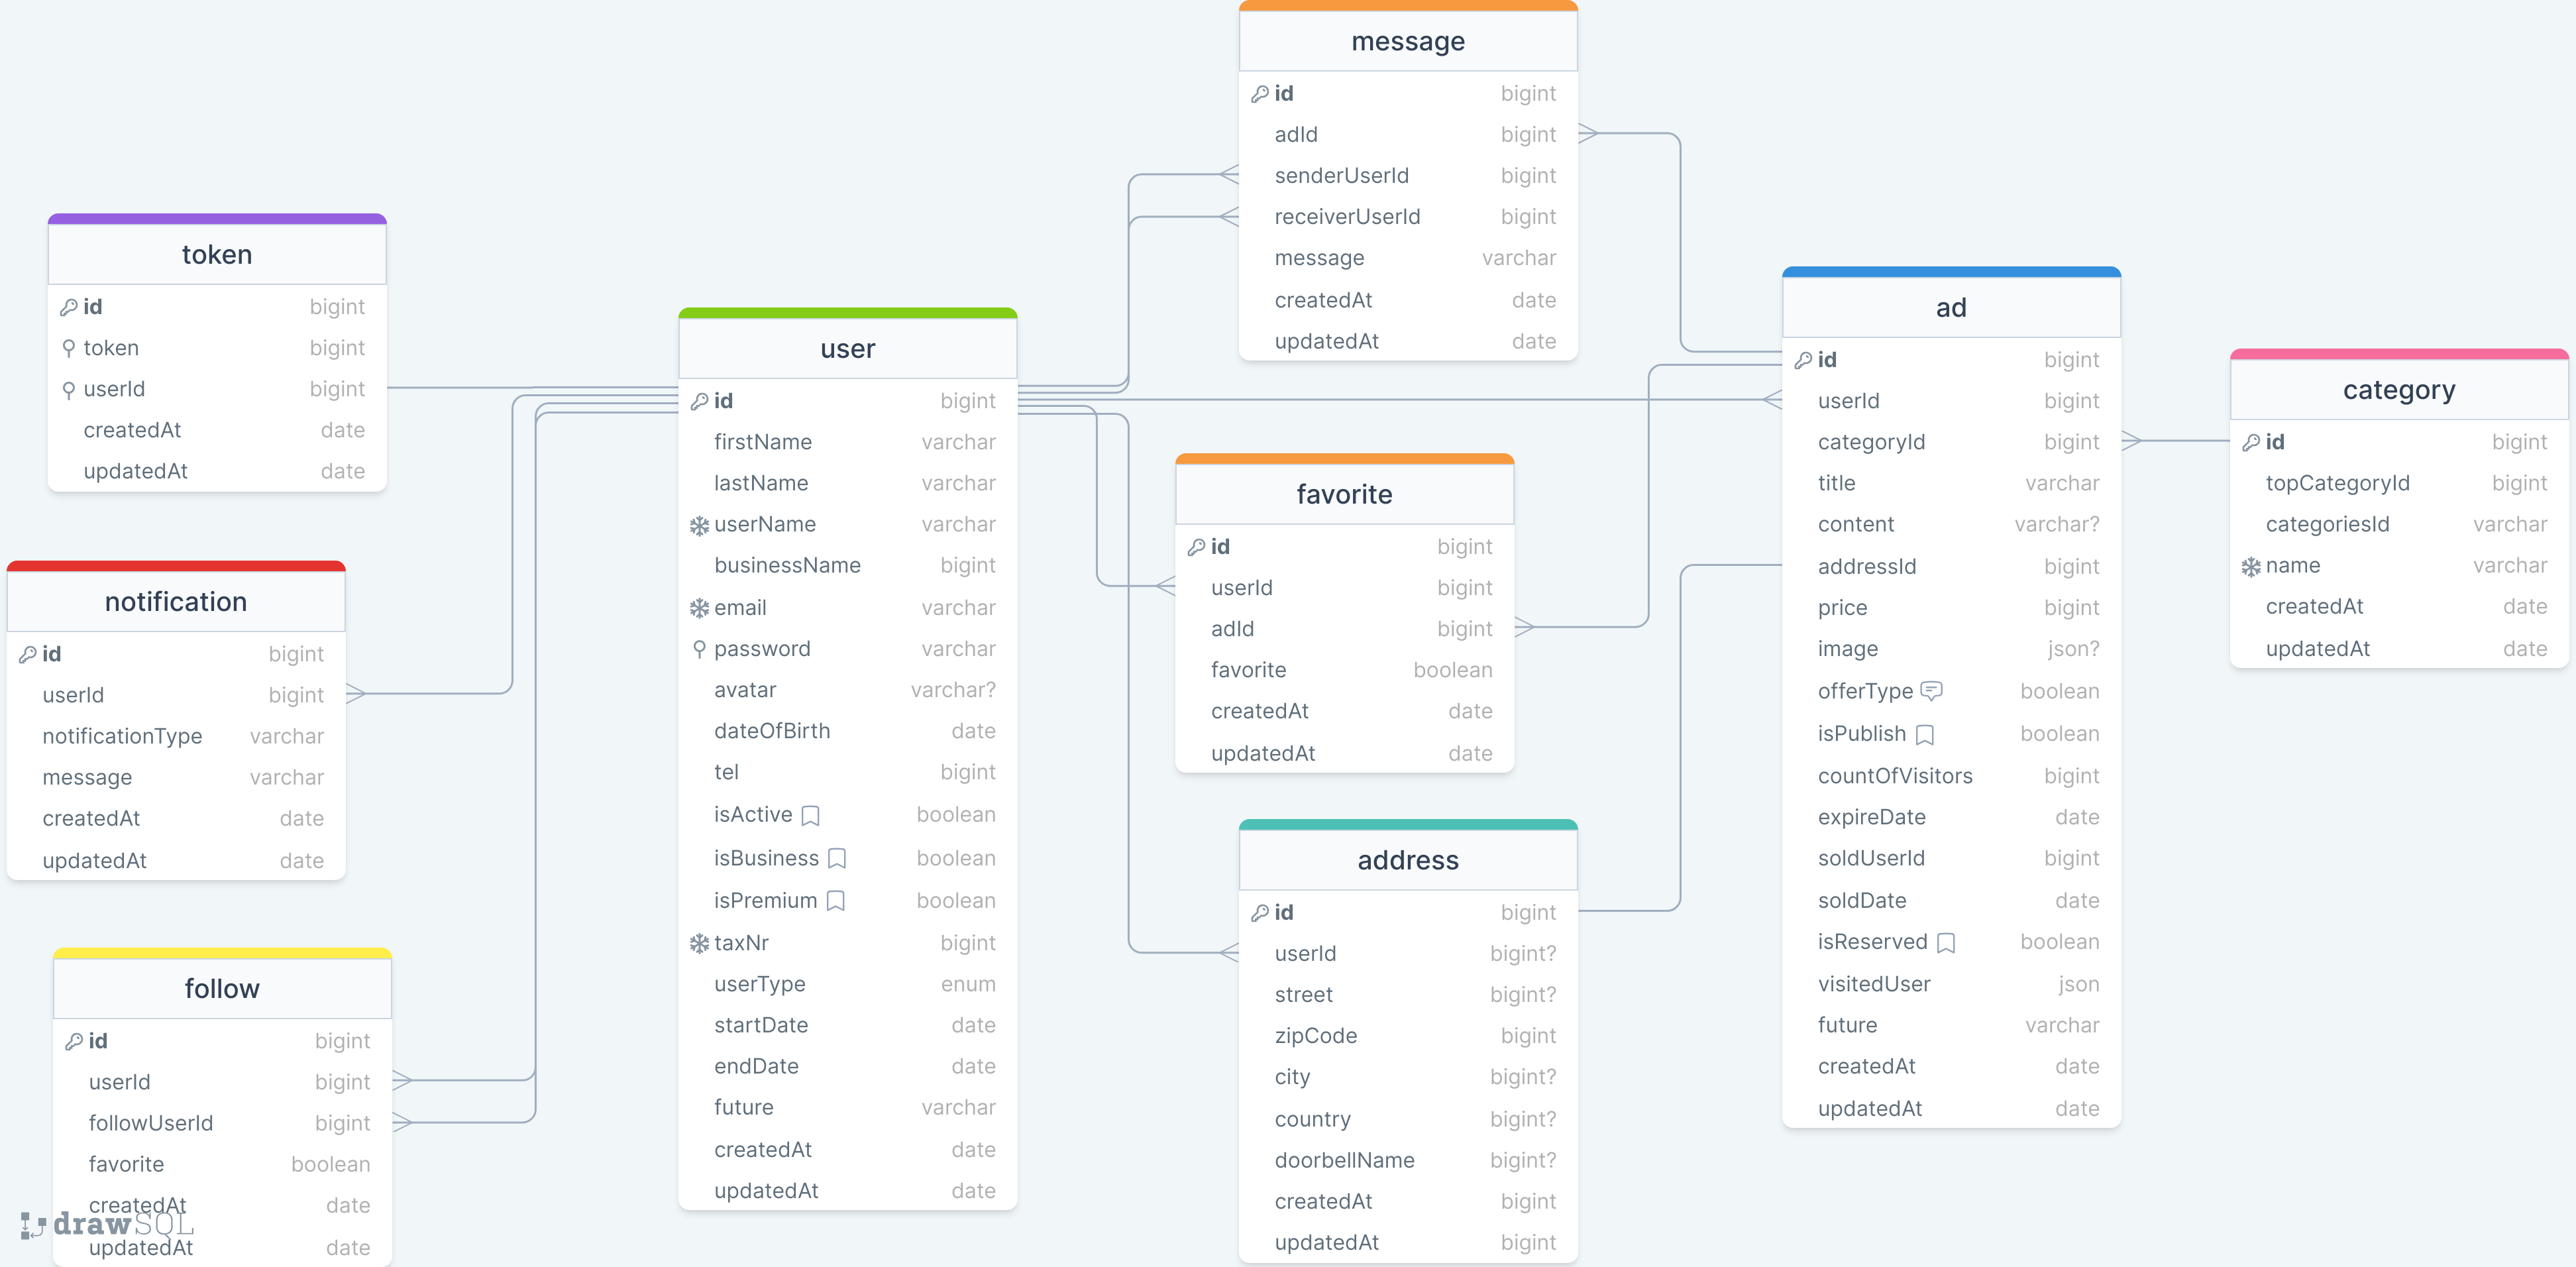 message
id bigint
adId bigint
senderUserId bigint
receiverUserId bigint
message varchar
createdAt date
updatedAt date
token
id bigint
token bigint
userId bigint
createdAt date
updatedAt date
user
id bigint
firstName varchar
lastName varchar
userName varchar
businessName bigint
email varchar
password varchar
avatar varchar?
dateOfBirth date
tel bigint
isActive boolean
isBusiness boolean
isPremium boolean
taxNr bigint
userType enum
startDate date
endDate date
future varchar
createdAt date
updatedAt date
ad
id bigint
userId bigint
categoryId bigint
title varchar
content varchar?
addressId bigint
price bigint
image json?
offerType boolean
isPublish boolean
countOfVisitors bigint
expireDate date
soldUserId bigint
soldDate date
isReserved boolean
visitedUser json
future varchar
createdAt date
updatedAt date
category
id bigint
topCategoryId bigint
categoriesId varchar
name varchar
createdAt date
updatedAt date
favorite
id bigint
userId bigint
adId bigint
favorite boolean
createdAt date
updatedAt date
notification
id bigint
userId bigint
notificationType varchar
message varchar
createdAt date
updatedAt date
address
id bigint
userId bigint?
street bigint?
zipCode bigint
city bigint?
country bigint?
doorbellName bigint?
createdAt bigint
updatedAt bigint
follow
id bigint
userId bigint
followUserId bigint
favorite boolean
createdAt date
updatedAt date
drawSQL